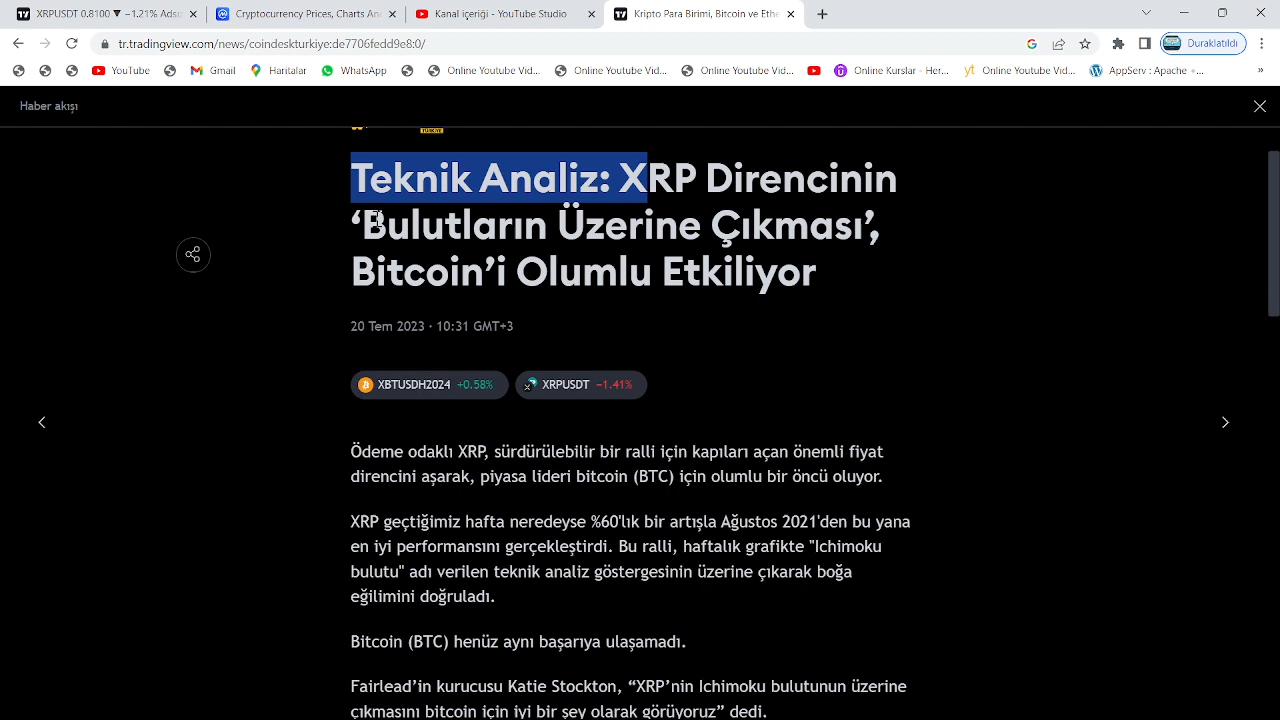 XRPUSDT 0.8100 ▼ −1.21% Adsı
Cryptocurrency Prices, Charts An
Kanal içeriği - YouTube Studio
Kripto Para Birimi, Bitcoin ve Ethe
tr.tradingview.com/news/coindeskturkiye:de7706fedd9e8:0/
Duraklatıldı
YouTube
Gmail
Haritalar
WhatsApp
Online Youtube Vid...
Online Youtube Vid...
Online Youtube Vid...
Online Kurslar - Her...
yt Online Youtube Vid...
AppServ : Apache +...
Haber akışı
TÜRKİYE
Teknik Analiz: XRP Direncinin
‘Bulutların Üzerine Çıkması’,
Bitcoin’i Olumlu Etkiliyor
20 Tem 2023 · 10:31 GMT+3
XBTUSDH2024 +0.58%
XRPUSDT −1.41%
Ödeme odaklı XRP, sürdürülebilir bir ralli için kapıları açan önemli fiyat
direncini aşarak, piyasa lideri bitcoin (BTC) için olumlu bir öncü oluyor.
XRP geçtiğimiz hafta neredeyse %60'lık bir artışla Ağustos 2021'den bu yana
en iyi performansını gerçekleştirdi. Bu ralli, haftalık grafikte "Ichimoku
bulutu" adı verilen teknik analiz göstergesinin üzerine çıkarak boğa
eğilimini doğruladı.
Bitcoin (BTC) henüz aynı başarıya ulaşamadı.
Fairlead’in kurucusu Katie Stockton, “XRP’nin Ichimoku bulutunun üzerine
çıkmasını bitcoin için iyi bir şey olarak görüyoruz” dedi.